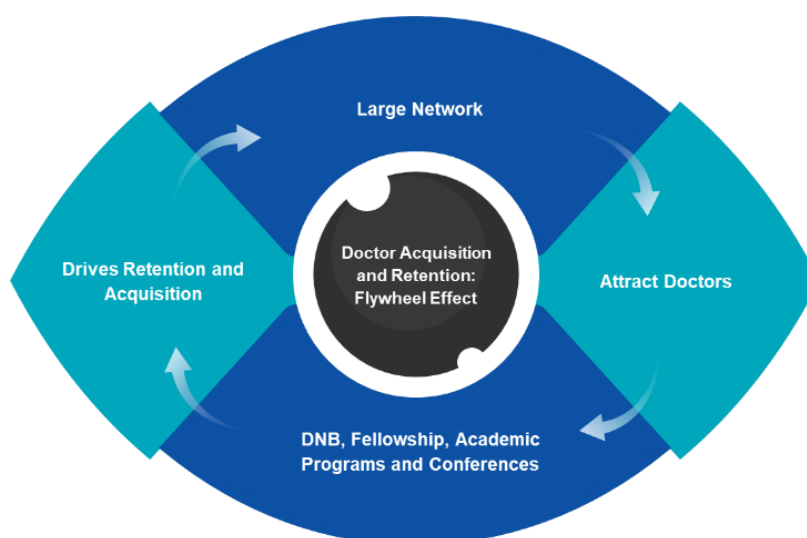 Large Network
Doctor Acquisition
and Retention:
Flywheel Effect
Drives Retention and
Acquisition
Attract Doctors
DNB, Fellowship, Academic
Programs and Conferences